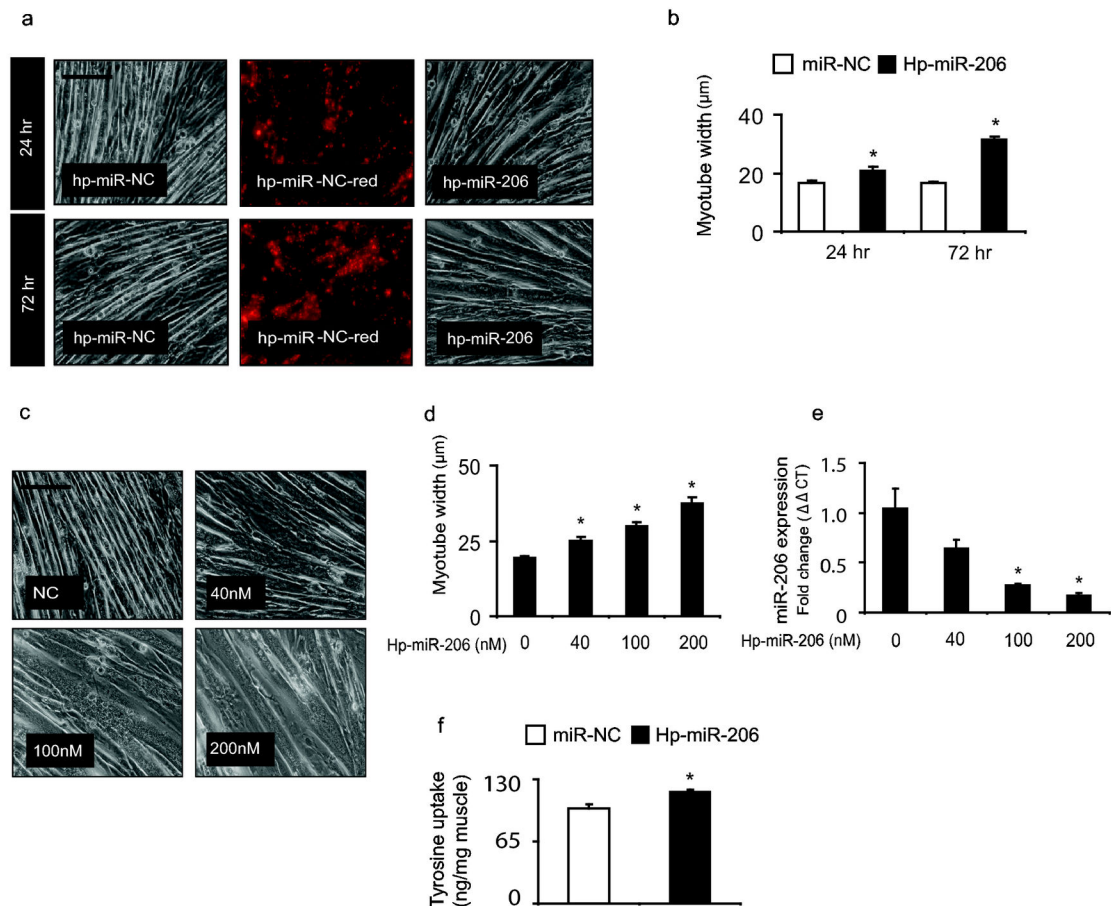 a
24 hr
hp-miR-NC
hp-miR -NC-red
hp-miR-206
72 hr
hp-miR-NC
hp-miR -NC-red
hp-miR-206
b
miR-NC Hp-miR-206
Myotube width (µm)
40
20
0
* *
24 hr 72 hr
c
NC
40nM
100nM
200nM
d
Myotube width (µm)
50
25
0
* * *
Hp-miR-206 (nM) 0 40 100 200
e
miR-206 expression
Fold change (Δ Δ CT)
1.5
1.0
0.5
0
* *
Hp-miR-206 (nM) 0 40 100 200
f
miR-NC Hp-miR-206
Tyrosine uptake
(ng/mg muscle)
130
65
0
*